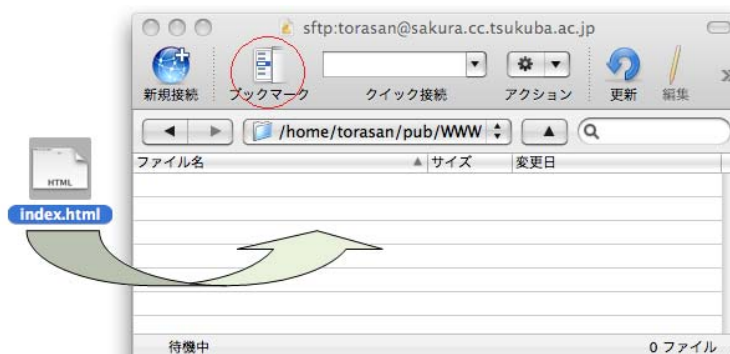 sftp:torasan@sakura.cc.tsukuba.ac.jp
新規接続 ブックマーク クイック接続 アクション 更新 編集
/home/torasan/pub/WWW
ファイル名 サイズ 変更日
HTML
index.html
待機中 0 ファイル